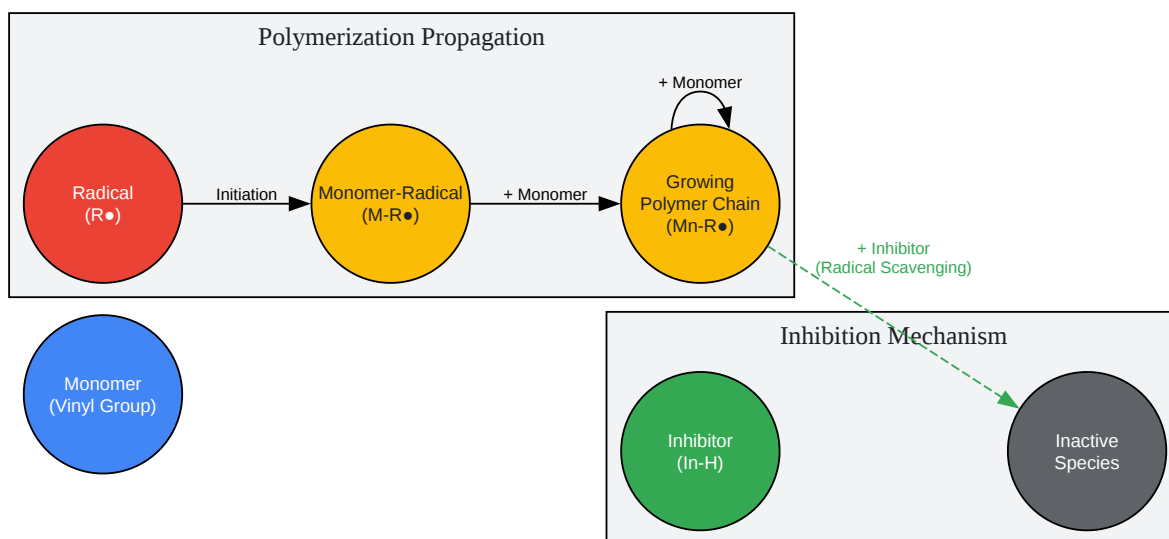 Polymerization Propagation
+ Monomer
Radical
(R●)
Initiation
Monomer-Radical
(M-R●)
+ Monomer
Growing
Polymer Chain
(Mn-R●)
+ Inhibitor
(Radical Scavenging)
Inhibition Mechanism
Monomer
(Vinyl Group)
Inhibitor
(In-H)
Inactive
Species